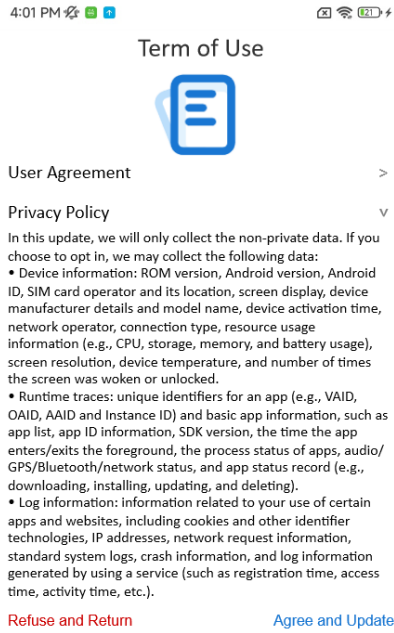 4:01 PM
21
Term of Use
User Agreement >
Privacy Policy v
In this update, we will only collect the non-private data. If you
choose to opt in, we may collect the following data:
• Device information: ROM version, Android version, Android
ID, SIM card operator and its location, screen display, device
manufacturer details and model name, device activation time,
network operator, connection type, resource usage
information (e.g., CPU, storage, memory, and battery usage),
screen resolution, device temperature, and number of times
the screen was woken or unlocked.
• Runtime traces: unique identifiers for an app (e.g., VAID,
OAID, AAID and Instance ID) and basic app information, such as
app list, app ID information, SDK version, the time the app
enters/exits the foreground, the process status of apps, audio/
GPS/Bluetooth/network status, and app status record (e.g.,
downloading, installing, updating, and deleting).
• Log information: information related to your use of certain
apps and websites, including cookies and other identifier
technologies, IP addresses, network request information,
standard system logs, crash information, and log information
generated by using a service (such as registration time, access
time, activity time, etc.).
Refuse and Return Agree and Update